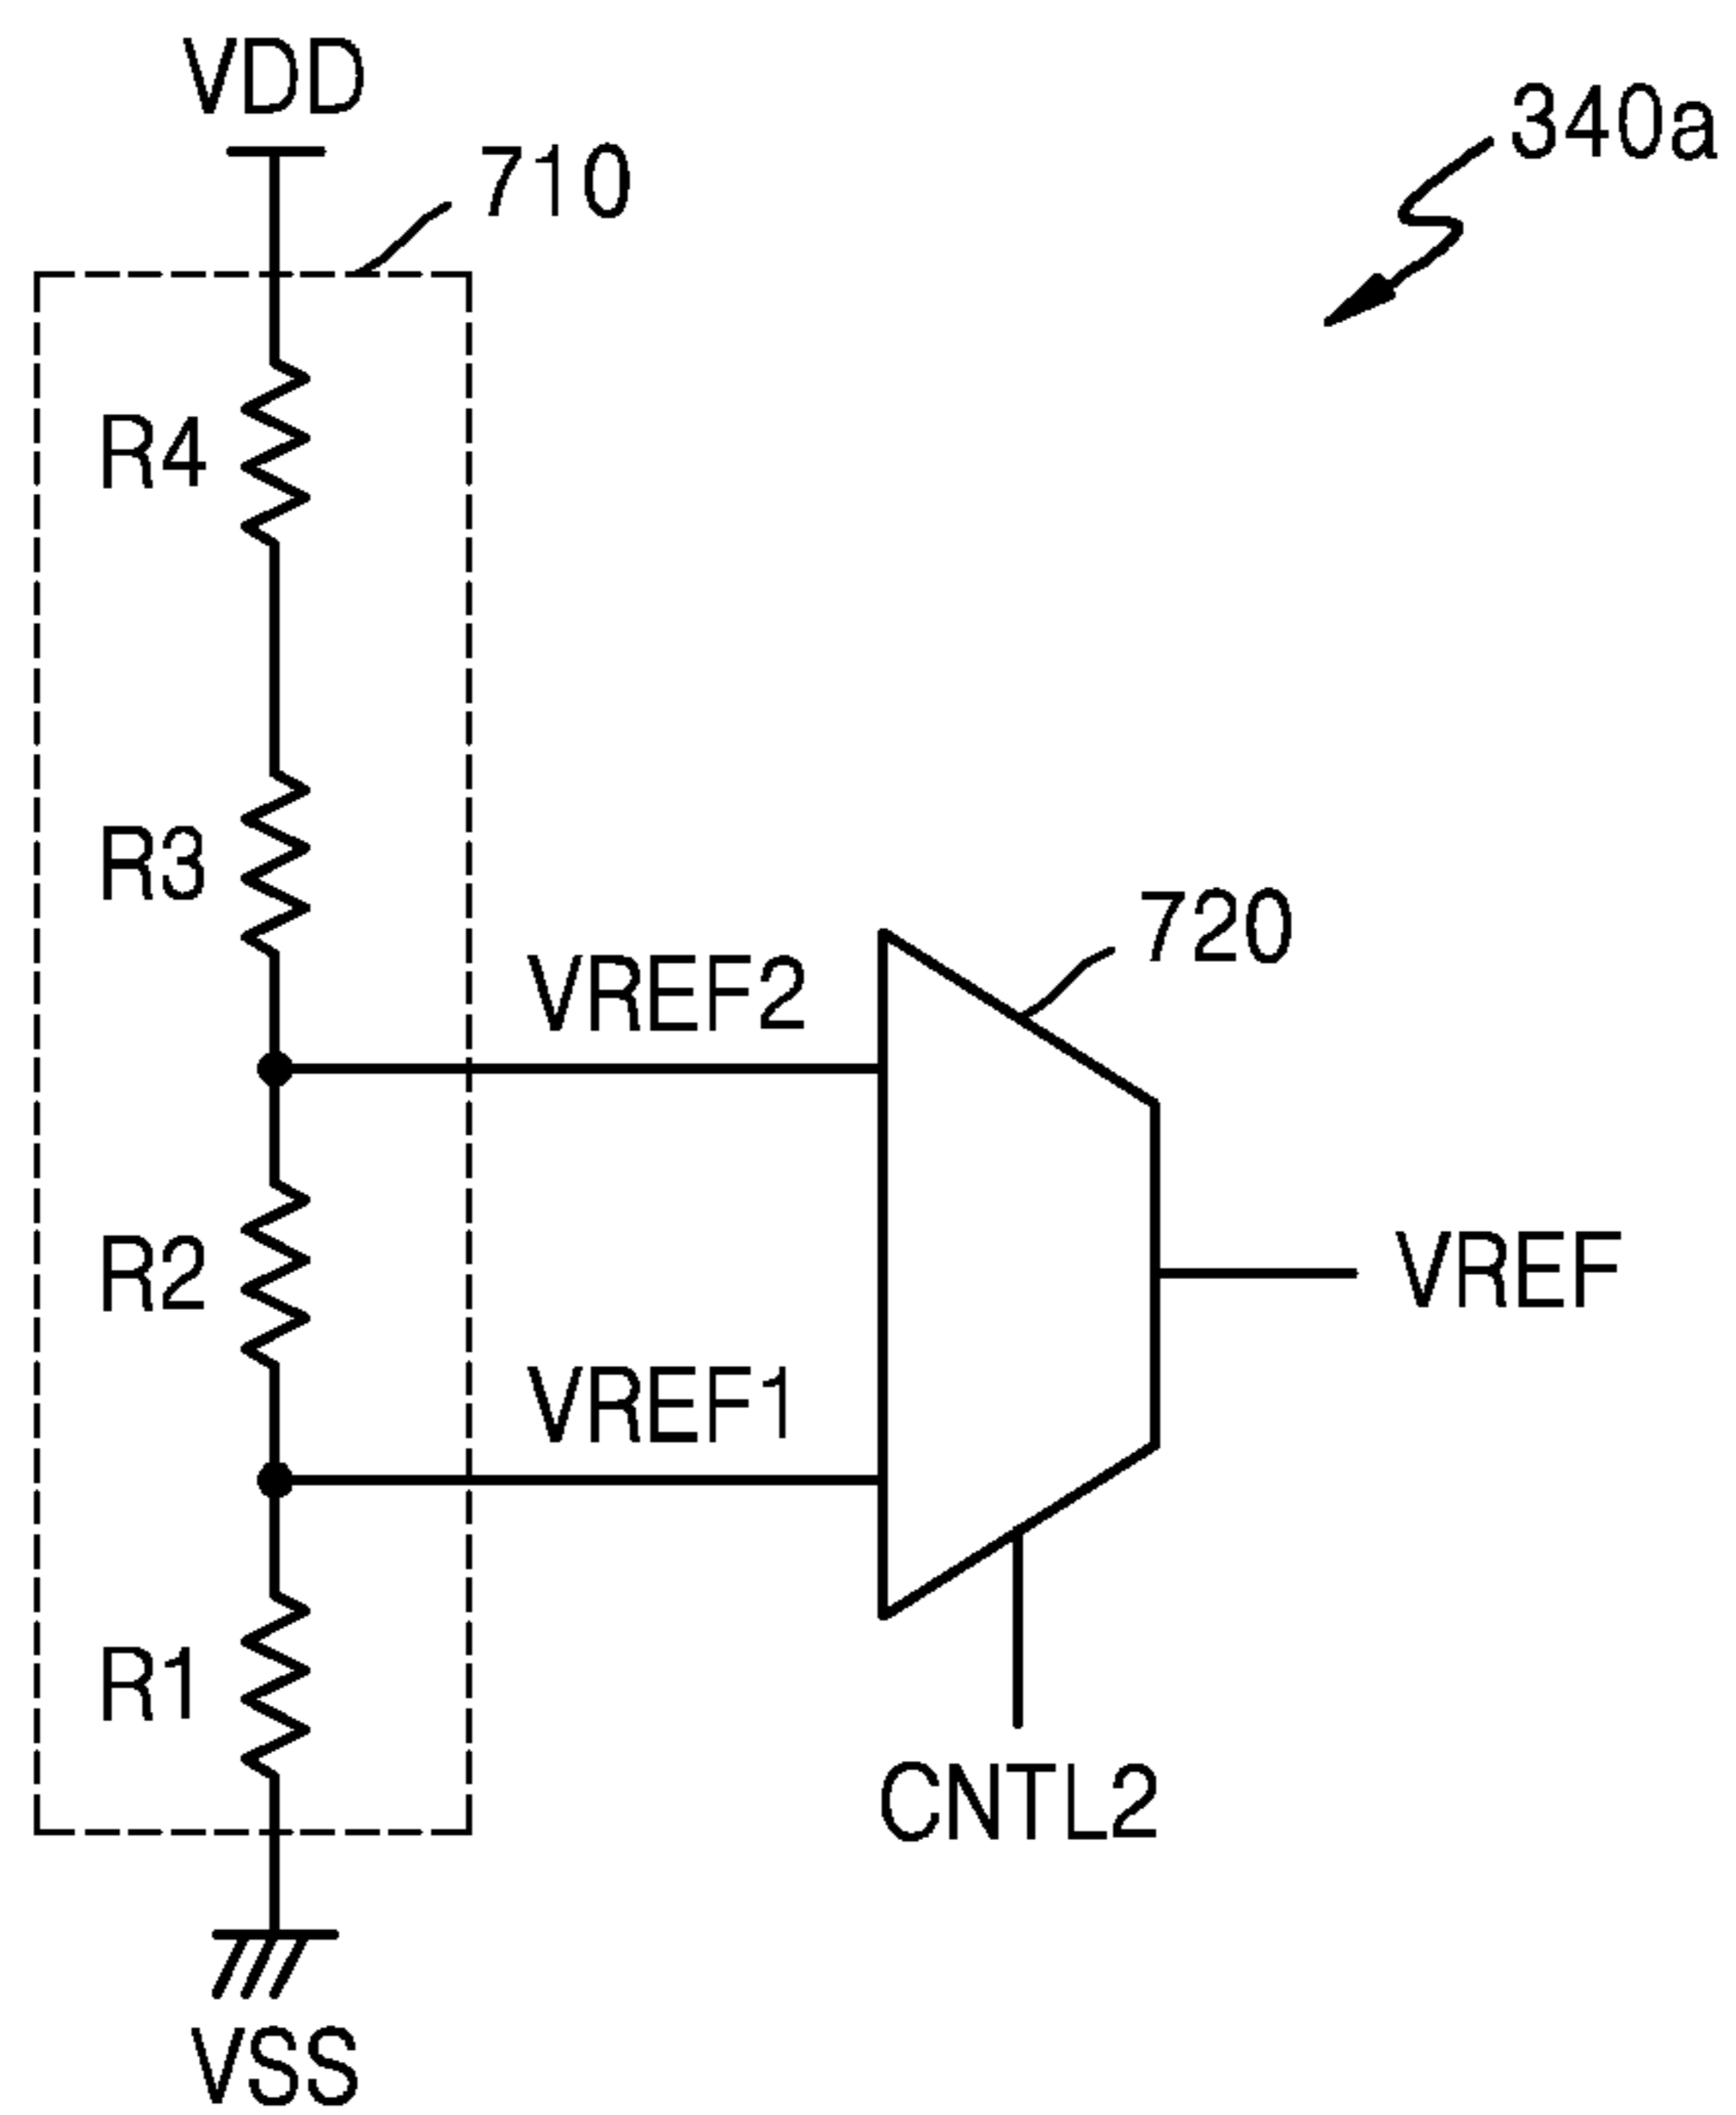 VDD
340a
710
R4
R3
720
VREF2
R2
VREF
VREF1
R1
CNTL2
VSS